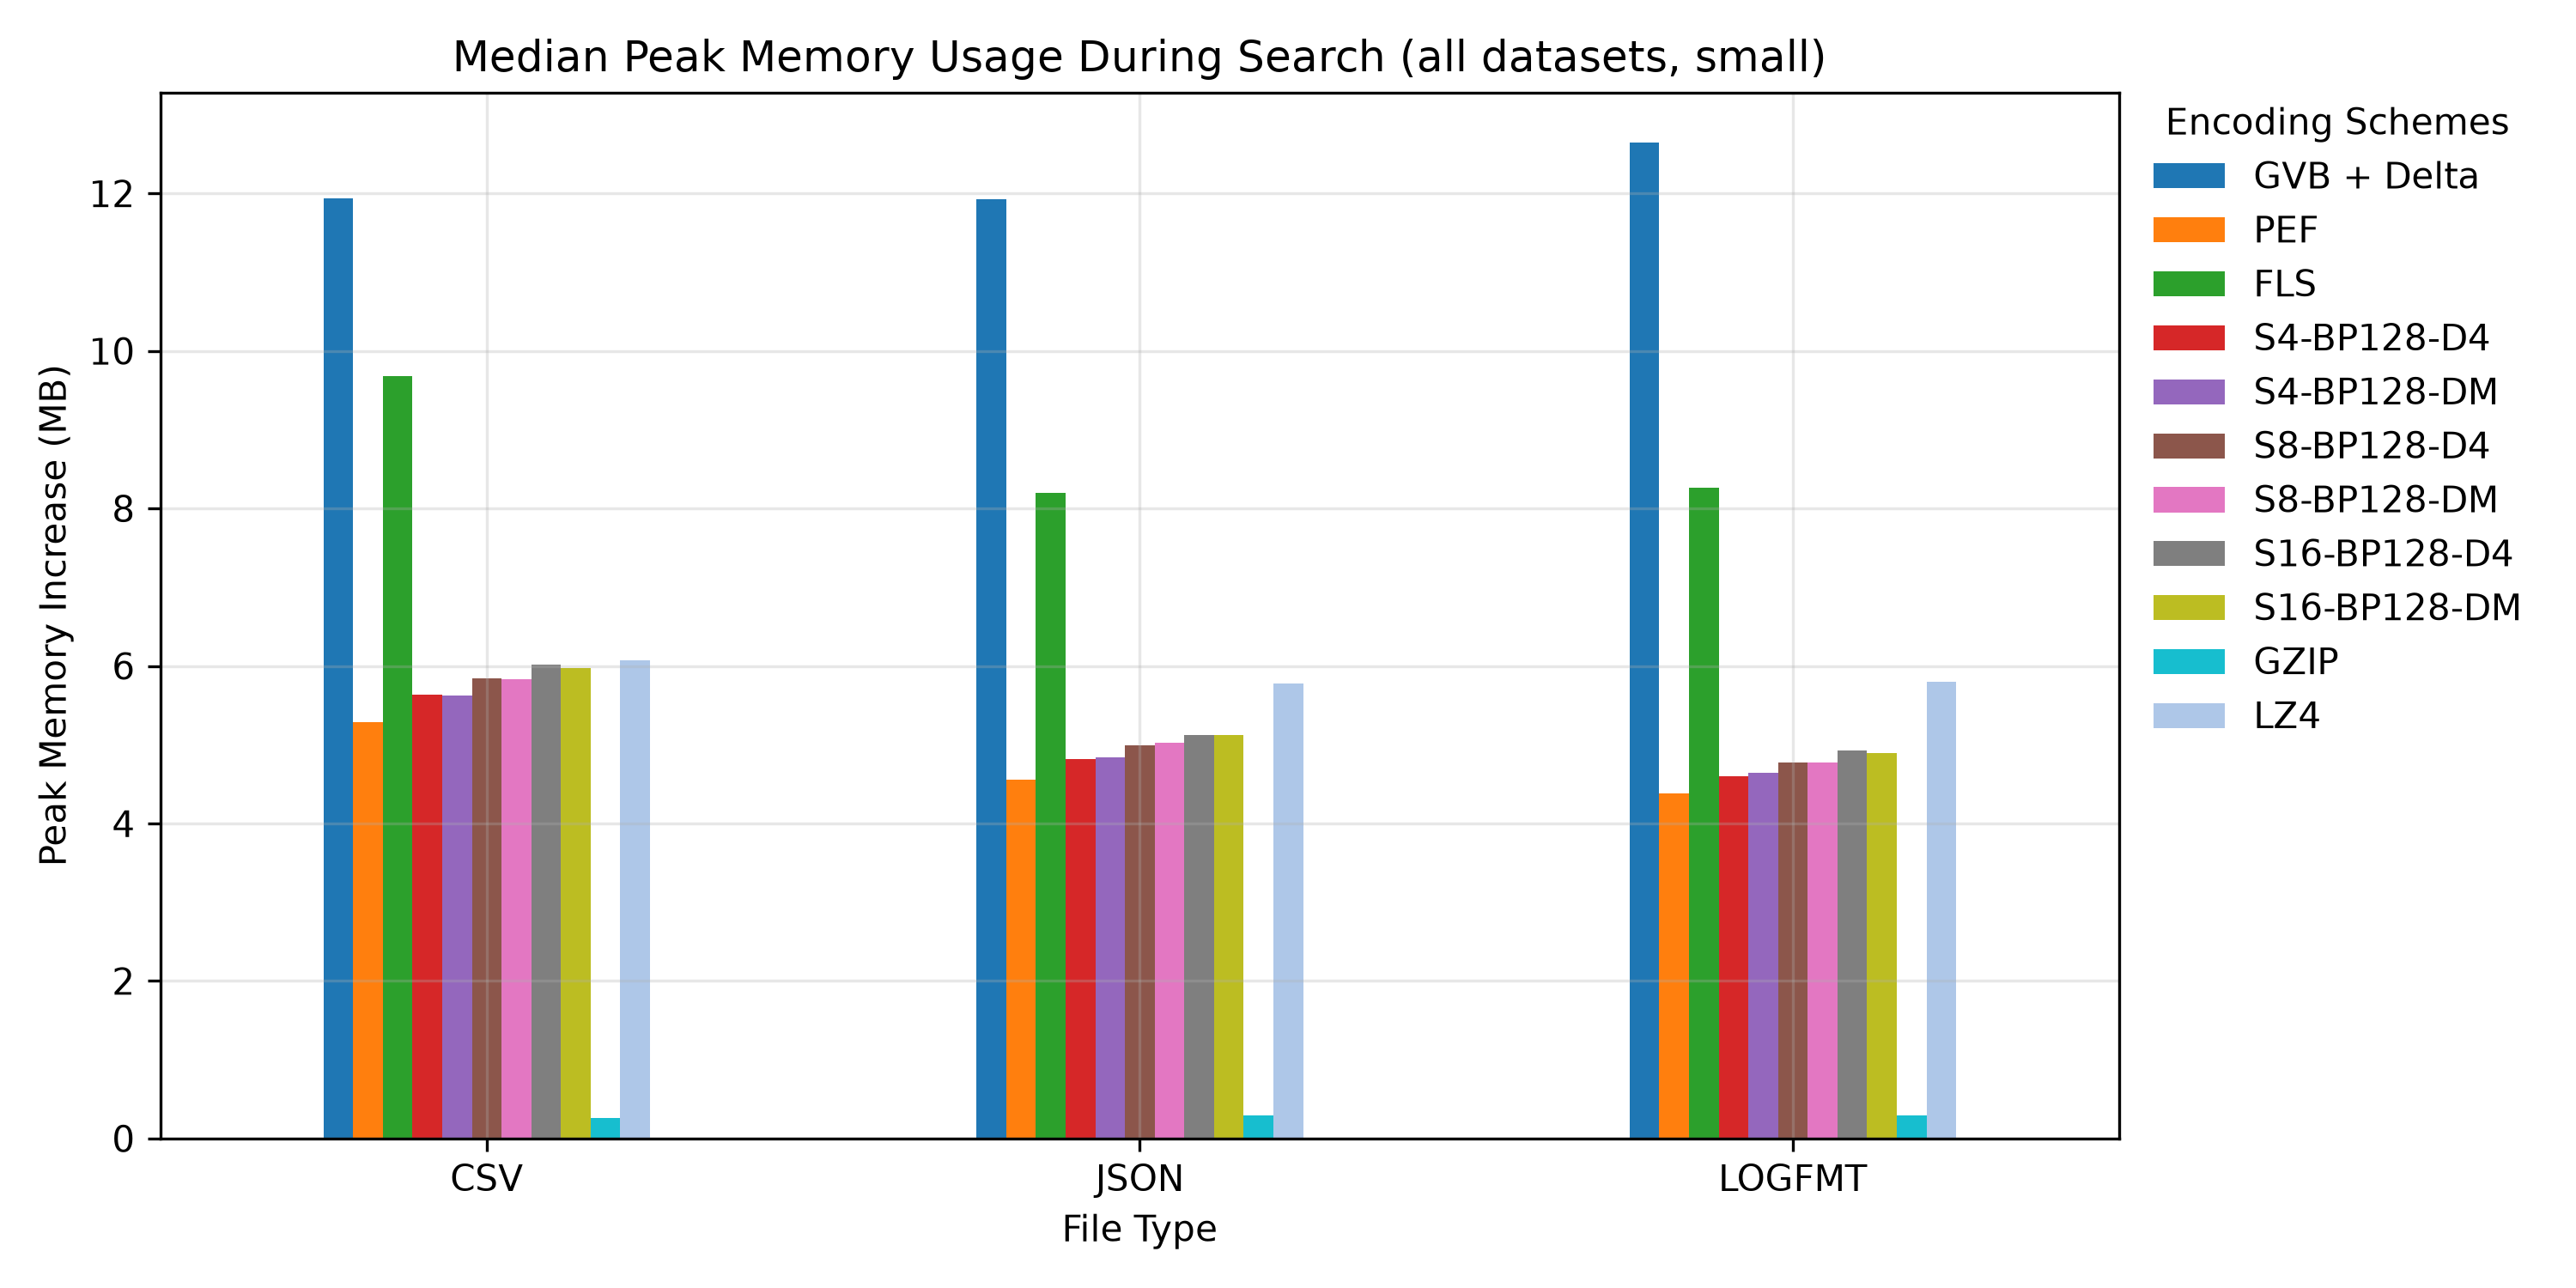 Median Peak Memory Usage During Search (all datasets, small)
Peak Memory Increase (MB)
12
10
8
6
4
2
0
CSV
JSON
LOGFMT
File Type
Encoding Schemes
GVB + Delta
PEF
FLS
S4-BP128-D4
S4-BP128-DM
S8-BP128-D4
S8-BP128-DM
S16-BP128-D4
S16-BP128-DM
GZIP
LZ4